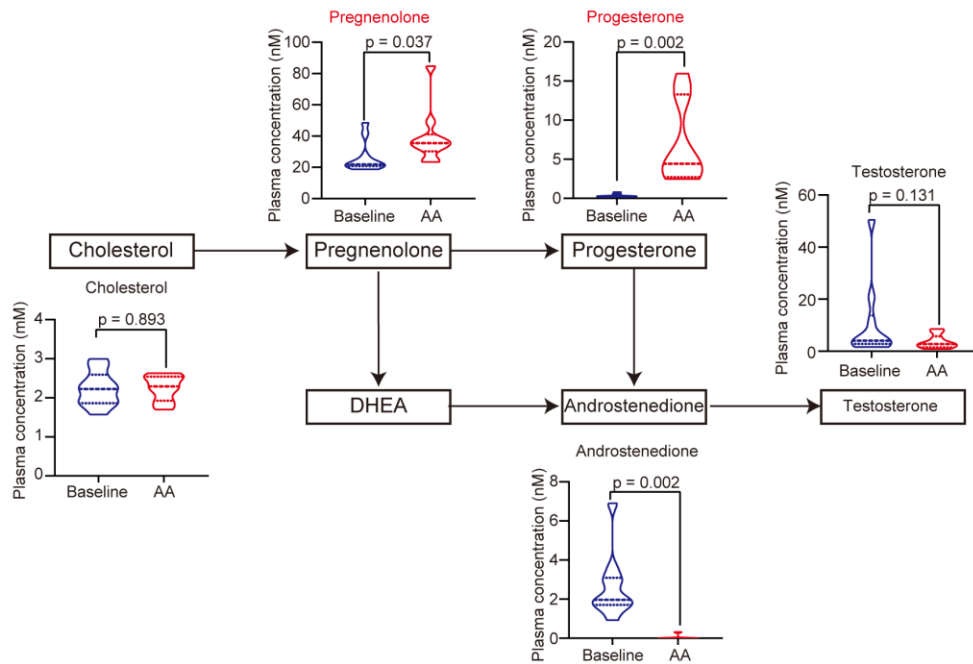 Pregnenolone
Plasma concentration (nM)
100
80
60
40
20
0
p = 0.037
Baseline
AA
Progesterone
Plasma concentration (nM)
20
15
10
5
0
p = 0.002
Baseline
AA
Testosterone
Plasma concentration (nM)
60
40
20
0
p = 0.131
Baseline
AA
Cholesterol
Pregnenolone
Progesterone
Cholesterol
Plasma concentration (mM)
4
3
2
1
0
p = 0.893
Baseline
AA
DHEA
Androstenedione
Testosterone
Androstenedione
Plasma concentration (nM)
8
6
4
2
0
p = 0.002
Baseline
AA